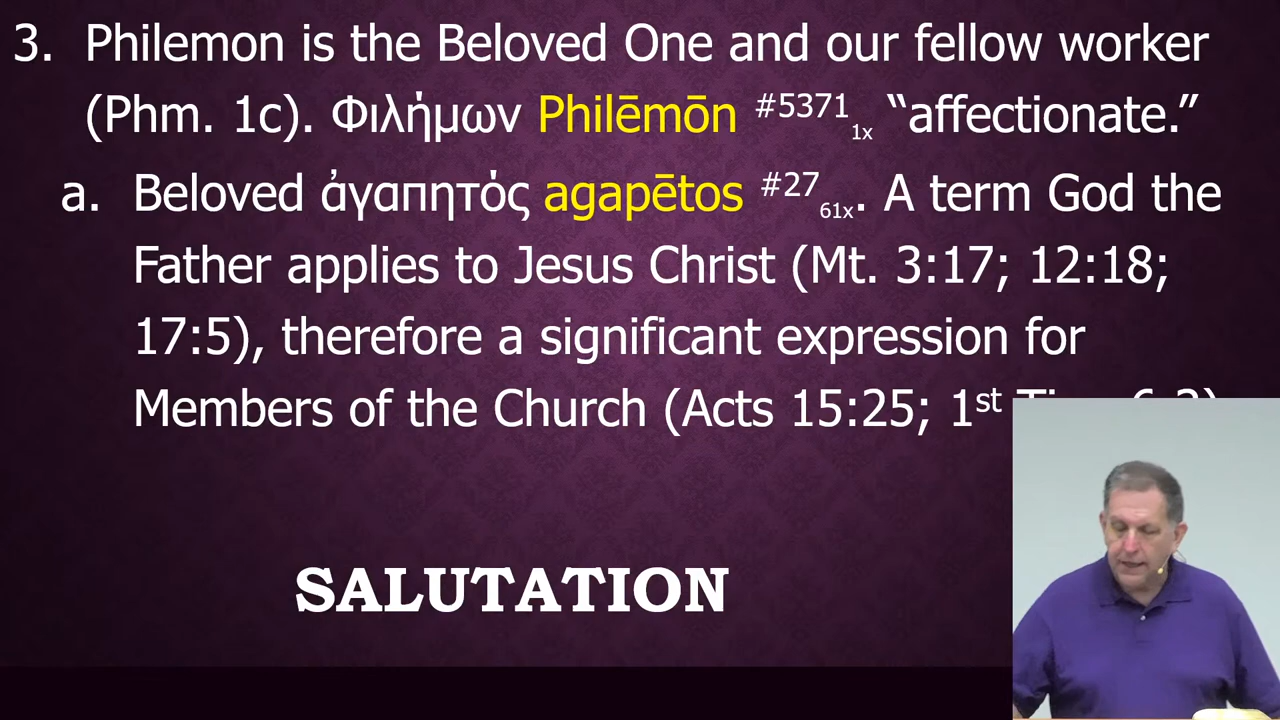 3. Philemon is the Beloved One and our fellow worker
(Phm. 1c). Φιλήμων Philēmōn #5371 1x “affectionate.”
a. Beloved ἀγαπητός agapētos #27 61x. A term God the
Father applies to Jesus Christ (Mt. 3:17; 12:18;
17:5), therefore a significant expression for
Members of the Church (Acts 15:25; 1st
SALUTATION